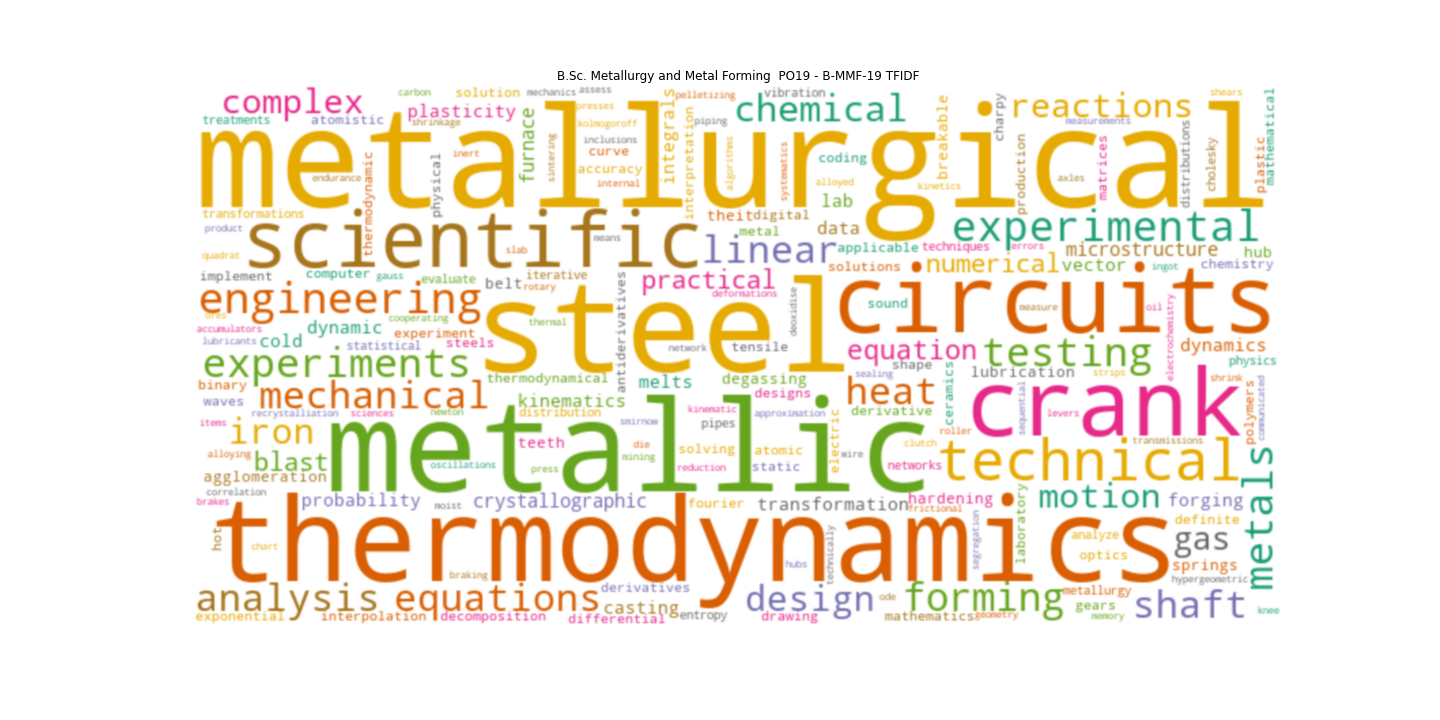 B.Sc. Metallurgy and Metal Forming PO19 - B-MMF-19 TFIDF
complex
carbon
solution
mechanics
assess
pelletizing
vibration
chemical
reactions
shears
treatments
atomistic
plasticity
shrinkage
presses
kolmogoroff
piping
measurements
metallurgical
furnace
integrals
interpretation
breakable
charpy
mathematical
inert
sintering
inclusions
curve
accuracy
internal
algorithms
systematics
coding
alloyed
kinetics
production
axles
matrices
distributions
cholesky
plastic
endurance
thermodynamic
physical
lab
transformations
product
quadrat
scientific
slab
means
theit
digital
metal
data
linear
experimental
applicable
techniques
errors
microstructure
hub
implement
computer
gauss
evaluate
belt
iterative
rotary
practical
deformations
solutions
numerical
vector
ingot
chemistry
engineering
ores
accumulators
lubricants
cold
dynamic
cooperating
experiment
steels
statistical
steel
thermal
antiderivatives
network
tensile
deoxidise
circuits
sound
measure
oil
electrochemistry
dynamics
physics
experiments
equation
testing
shape
lubrication
strips
shrink
binary
waves
mechanical
thermodynamical
melts
degassing
designs
sealing
heat
derivative
ceramics
crank
sequential
levers
polymers
communicated
recrystalliation
sciences
newton
items
kinematics
distribution
smirnow
kinematic
approximation
electric
clutch
roller
transmissions
iron
alloying
blast
agglomeration
metallic
oscillations
teeth
press
die
mining
pipes
solving
reduction
atomic
static
wire
networks
technical
metals
correlation
brakes
probability
moist
crystallographic
fourier
transformation
hardening
frictional
motion
forging
hot
chart
thermodynamics
technically
segregation
laboratory
analyze
optics
definite
gas
springs
hypergeometric
braking
hubs
analysis
equations
derivatives
casting
design
ode
forming
metallurgy
gears
shaft
knee
exponential
interpolation
decomposition
differential
entropy
drawing
mathematics
geometry
memory